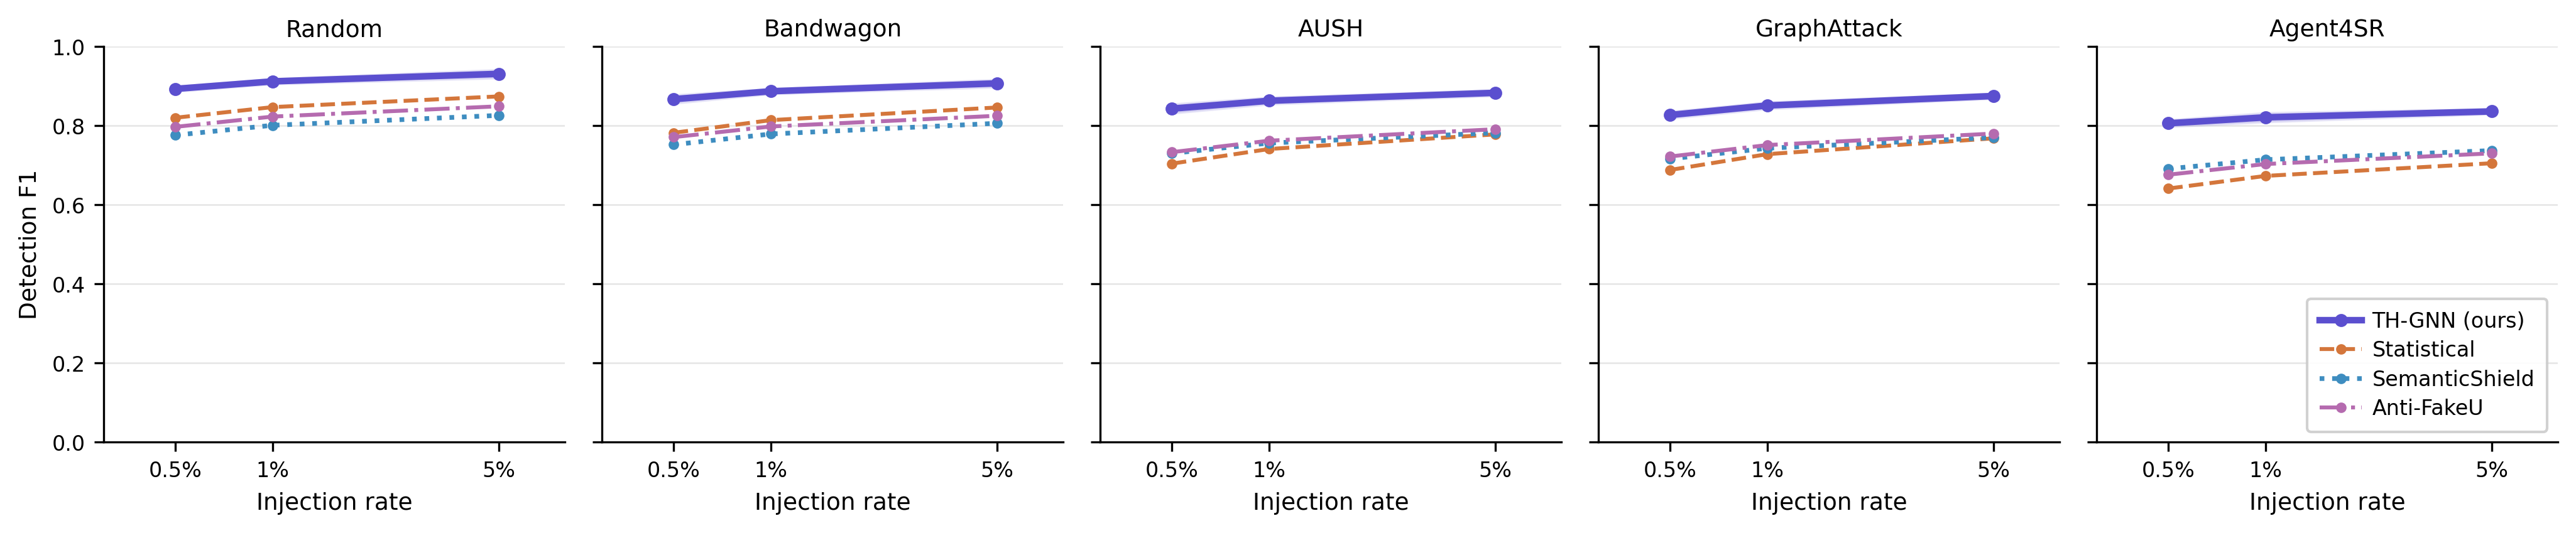 Random
Bandwagon
AUSH
GraphAttack
Agent4SR
Detection F1
1.0
0.8
0.6
0.4
0.2
0.0
0.5% 1% 5%
0.5% 1% 5%
0.5% 1% 5%
0.5% 1% 5%
0.5% 1% 5%
Injection rate
Injection rate
Injection rate
Injection rate
Injection rate
TH-GNN (ours)
Statistical
SemanticShield
Anti-FakeU